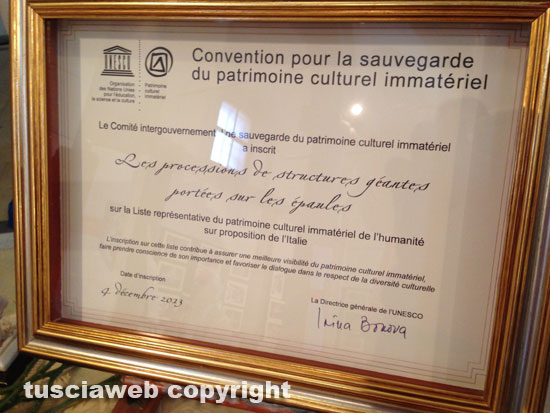 Convention pour la sauvegarde
du patrimoine culturel immatériel
Organisation
des Nations Unies
pour l'éducation,
la science et la culture
Patrimoine
culturel
immatériel
Le Comité intergouvernemental de sauvegarde du patrimoine culturel immatériel
a inscrit
Les processions de structures géantes
portées sur les épaules
sur la Liste représentative du patrimoine culturel immatériel de l'humanité
sur proposition de l'Italie
L'inscription sur cette liste contribue à assurer une meilleure visibilité du patrimoine culturel immatériel,
faire prendre conscience de son importance et favoriser le dialogue dans le respect de la diversité culturelle
Date d'inscription
4 décembre 2013
La Directrice générale de l'UNESCO
Irina Bokova
tusciaweb copyright